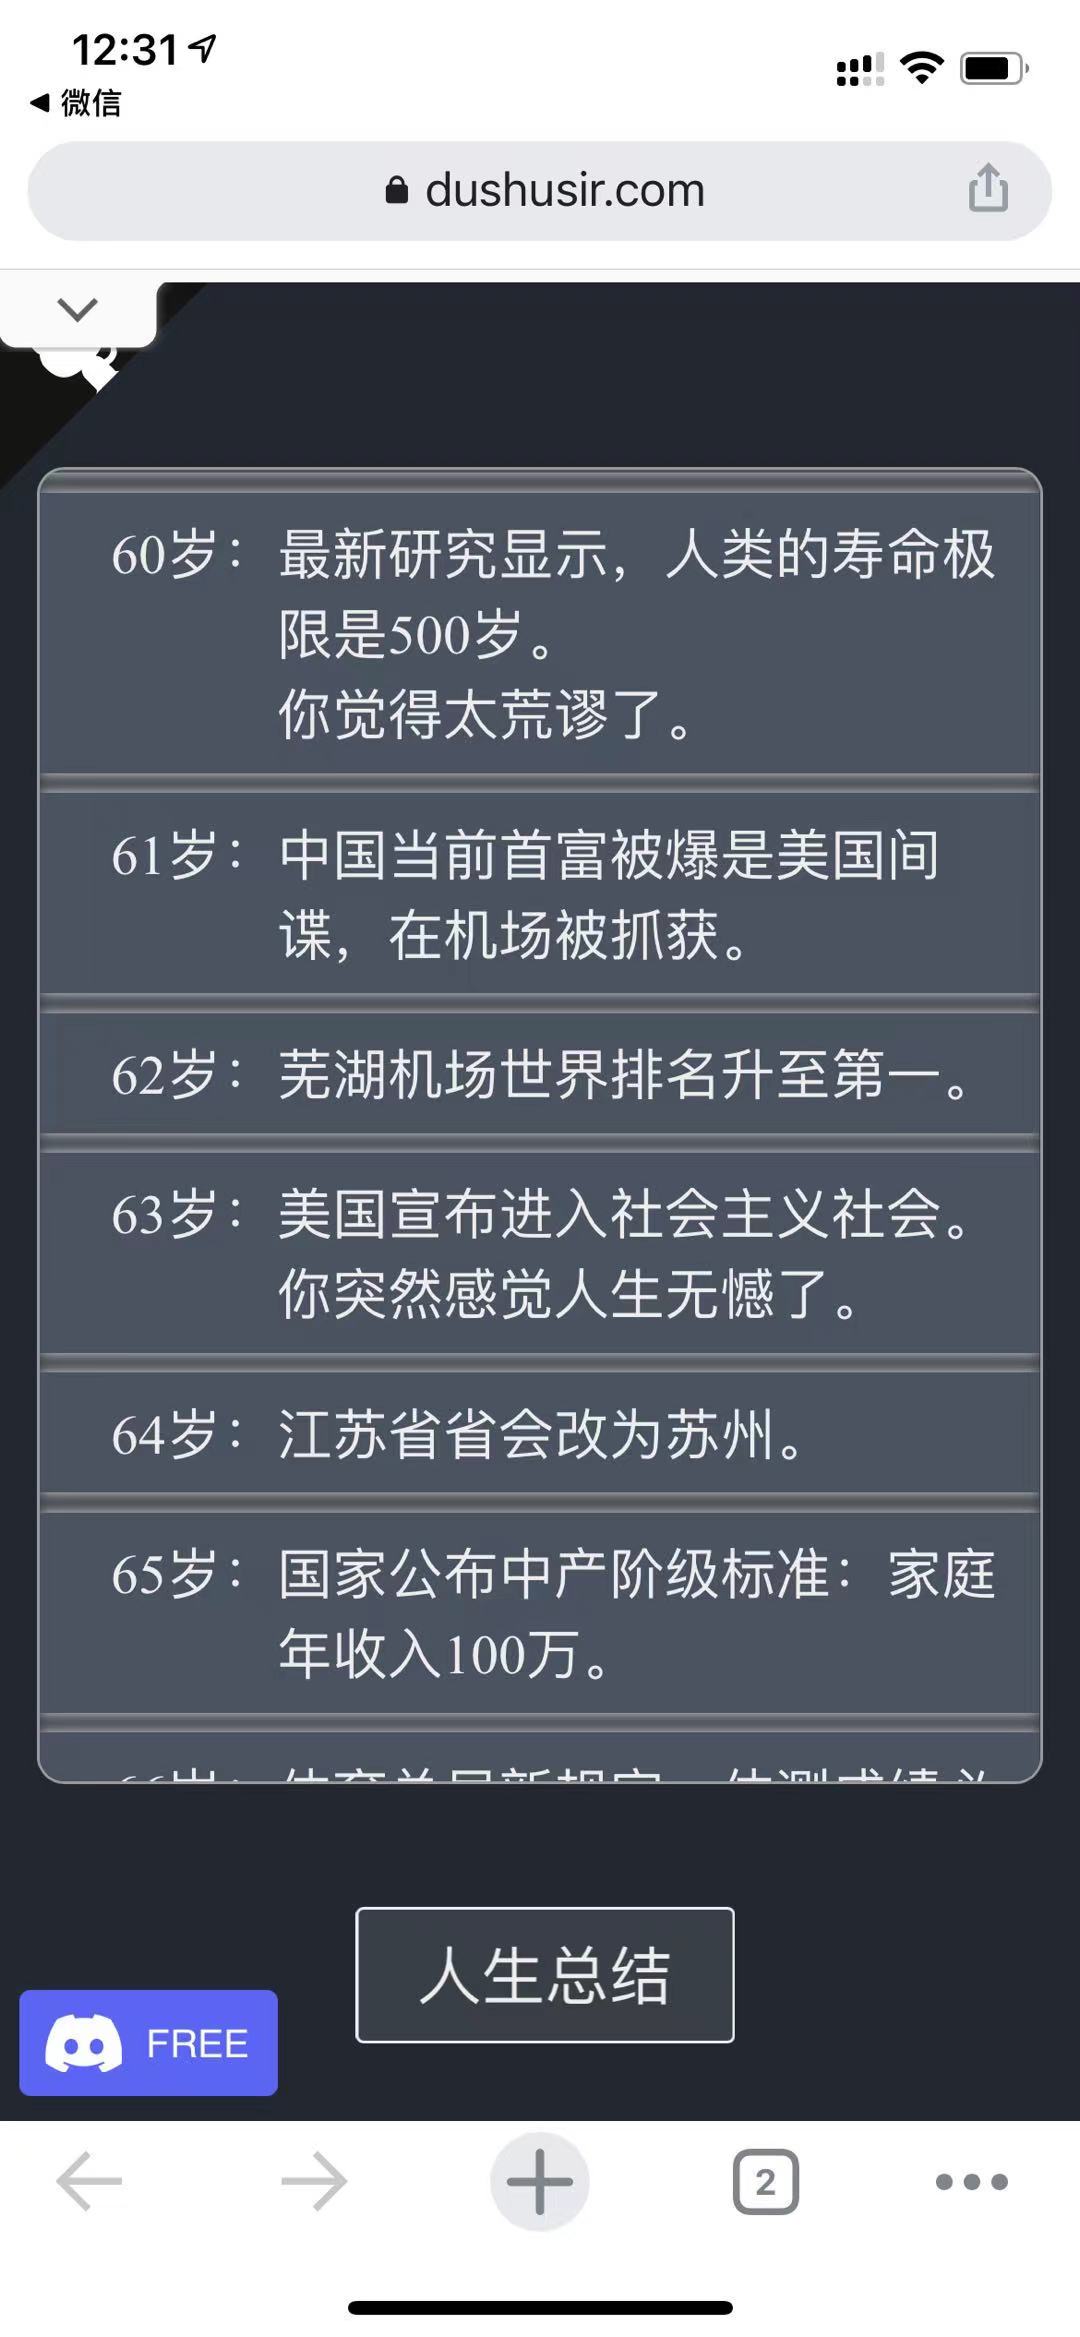 12:31
微信
dushusir.com
60岁：最新研究显示，人类的寿命极
限是500岁。
你觉得太荒谬了。
61岁：中国当前首富被爆是美国间
谍，在机场被抓获。
62岁：芜湖机场世界排名升至第一。
63岁：美国宣布进入社会主义社会。
你突然感觉人生无憾了。
64岁：江苏省省会改为苏州。
65岁：国家公布中产阶级标准：家庭
年收入100万。
人生总结
FREE
2